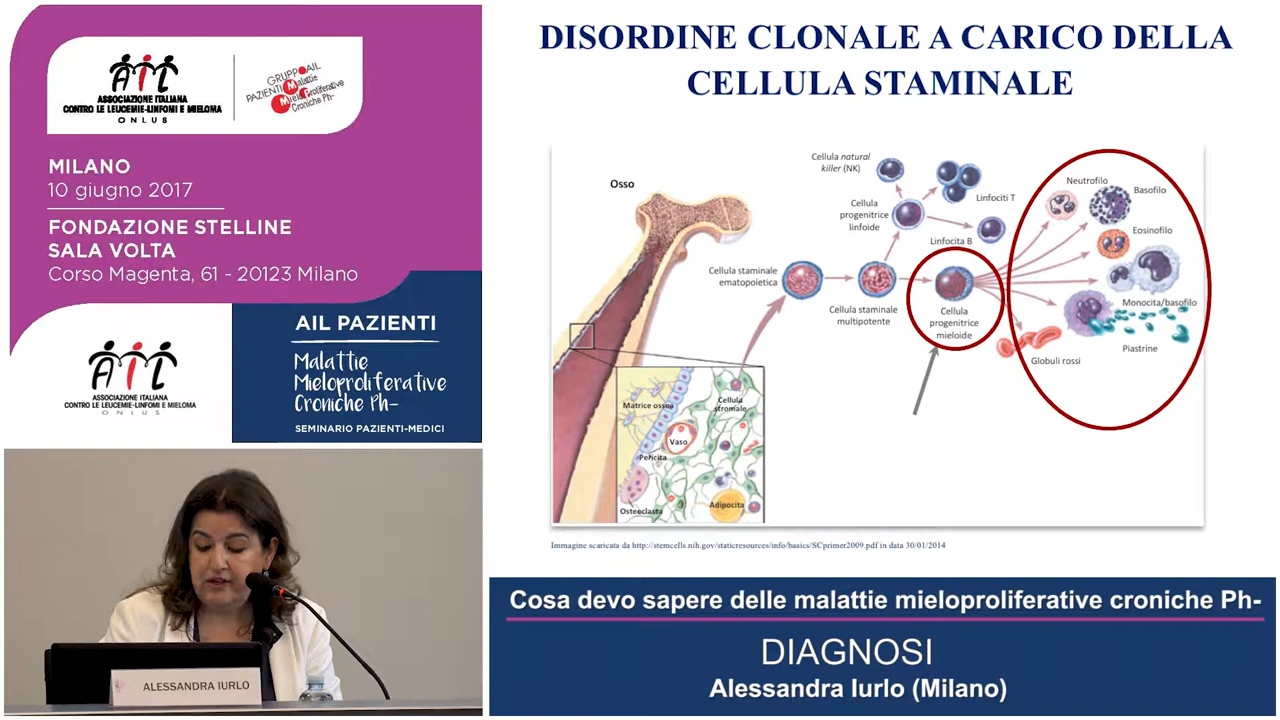 AIL
ASSOCIAZIONE ITALIANA
CONTRO LE LEUCEMIE-LINFOMI E MIELOMA
ONLUS
GRUPPO AIL
PAZIENTI Malattie
MieloProliferative
Croniche Ph-
MILANO
10 giugno 2017
FONDAZIONE STELLINE
SALA VOLTA
Corso Magenta, 61 - 20123 Milano
AIL
ASSOCIAZIONE ITALIANA
CONTRO LE LEUCEMIE-LINFOMI E MIELOMA
ONLUS
AIL PAZIENTI
Malattie
Mieloproliferative
Croniche Ph-
SEMINARIO PAZIENTI-MEDICI
ALESSANDRA IURLO
DISORDINE CLONALE A CARICO DELLA
CELLULA STAMINALE
Osso
Cellula natural
killer (NK)
Linfociti T
Cellula
progenitrice
linfoide
Linfocita B
Cellula staminale
ematopoietica
Cellula staminale
multipotente
Cellula
progenitrice
mieloide
Neutrofilo
Basofilo
Eosinofilo
Monocita/basofilo
Piastrine
Globuli rossi
Matrice ossea
Cellula
stromale
Vaso
Pericita
Osteoclasta
Adipocita
Immagine scaricata da http://stemcells.nih.gov/staticresources/info/basics/SCprimer2009.pdf in data 30/01/2014
Cosa devo sapere delle malattie mieloproliferative croniche Ph-
DIAGNOSI
Alessandra Iurlo (Milano)